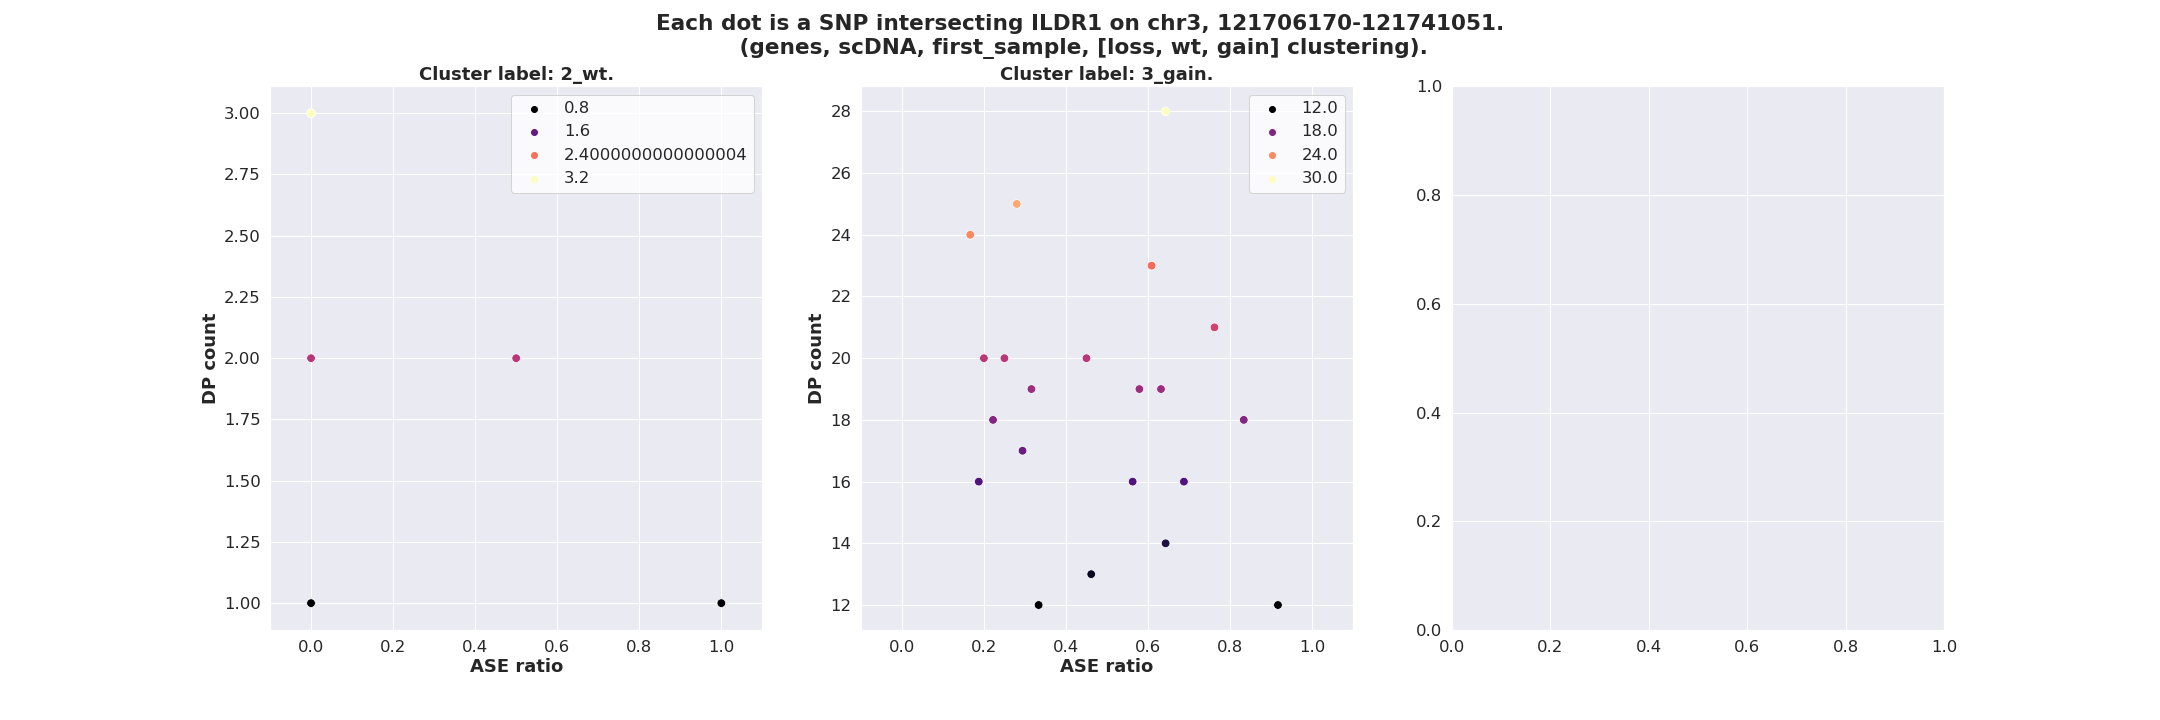 Each dot is a SNP intersecting ILDR1 on chr3, 121706170-121741051.
(genes, scDNA, first_sample, [loss, wt, gain] clustering).
Cluster label: 2_wt.
DP count
3.00
2.75
2.50
2.25
2.00
1.75
1.50
1.25
1.00
0.8
1.6
2.4000000000000004
3.2
0.0 0.2 0.4 0.6 0.8 1.0
ASE ratio
Cluster label: 3_gain.
DP count
28
26
24
22
20
18
16
14
12
12.0
18.0
24.0
30.0
0.0 0.2 0.4 0.6 0.8 1.0
ASE ratio
1.0
0.8
0.6
0.4
0.2
0.0
0.0 0.2 0.4 0.6 0.8 1.0